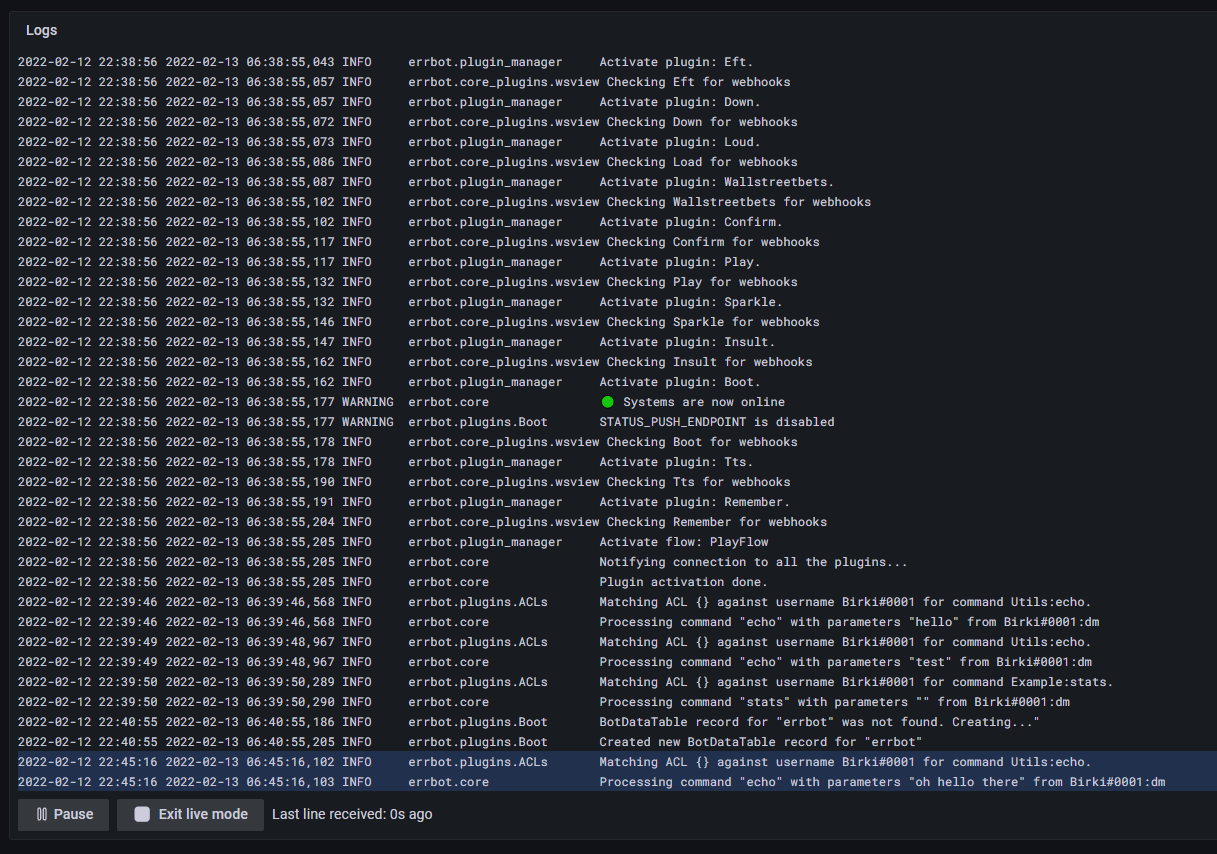 Logs
2022-02-12 22:38:56 2022-02-13 06:38:55,043 INFO errbot.plugin_manager Activate plugin: Eft.
2022-02-12 22:38:56 2022-02-13 06:38:55,057 INFO errbot.core_plugins.wsview Checking Eft for webhooks
2022-02-12 22:38:56 2022-02-13 06:38:55,057 INFO errbot.plugin_manager Activate plugin: Down.
2022-02-12 22:38:56 2022-02-13 06:38:55,072 INFO errbot.core_plugins.wsview Checking Down for webhooks
2022-02-12 22:38:56 2022-02-13 06:38:55,073 INFO errbot.plugin_manager Activate plugin: Loud.
2022-02-12 22:38:56 2022-02-13 06:38:55,086 INFO errbot.core_plugins.wsview Checking Load for webhooks
2022-02-12 22:38:56 2022-02-13 06:38:55,087 INFO errbot.plugin_manager Activate plugin: Wallstreetbets.
2022-02-12 22:38:56 2022-02-13 06:38:55,102 INFO errbot.core_plugins.wsview Checking Wallstreetbets for webhooks
2022-02-12 22:38:56 2022-02-13 06:38:55,102 INFO errbot.plugin_manager Activate plugin: Confirm.
2022-02-12 22:38:56 2022-02-13 06:38:55,117 INFO errbot.core_plugins.wsview Checking Confirm for webhooks
2022-02-12 22:38:56 2022-02-13 06:38:55,117 INFO errbot.plugin_manager Activate plugin: Play.
2022-02-12 22:38:56 2022-02-13 06:38:55,132 INFO errbot.core_plugins.wsview Checking Play for webhooks
2022-02-12 22:38:56 2022-02-13 06:38:55,132 INFO errbot.plugin_manager Activate plugin: Sparkle.
2022-02-12 22:38:56 2022-02-13 06:38:55,146 INFO errbot.core_plugins.wsview Checking Sparkle for webhooks
2022-02-12 22:38:56 2022-02-13 06:38:55,147 INFO errbot.plugin_manager Activate plugin: Insult.
2022-02-12 22:38:56 2022-02-13 06:38:55,162 INFO errbot.core_plugins.wsview Checking Insult for webhooks
2022-02-12 22:38:56 2022-02-13 06:38:55,162 INFO errbot.plugin_manager Activate plugin: Boot.
2022-02-12 22:38:56 2022-02-13 06:38:55,177 WARNING errbot.core Systems are now online
2022-02-12 22:38:56 2022-02-13 06:38:55,177 WARNING errbot.plugins.Boot STATUS_PUSH_ENDPOINT is disabled
2022-02-12 22:38:56 2022-02-13 06:38:55,178 INFO errbot.core_plugins.wsview Checking Boot for webhooks
2022-02-12 22:38:56 2022-02-13 06:38:55,178 INFO errbot.plugin_manager Activate plugin: Tts.
2022-02-12 22:38:56 2022-02-13 06:38:55,190 INFO errbot.core_plugins.wsview Checking Tts for webhooks
2022-02-12 22:38:56 2022-02-13 06:38:55,191 INFO errbot.plugin_manager Activate plugin: Remember.
2022-02-12 22:38:56 2022-02-13 06:38:55,204 INFO errbot.core_plugins.wsview Checking Remember for webhooks
2022-02-12 22:38:56 2022-02-13 06:38:55,205 INFO errbot.plugin_manager Activate flow: PlayFlow
2022-02-12 22:38:56 2022-02-13 06:38:55,205 INFO errbot.core Notifying connection to all the plugins...
2022-02-12 22:38:56 2022-02-13 06:38:55,205 INFO errbot.core Plugin activation done.
2022-02-12 22:39:46 2022-02-13 06:39:46,568 INFO errbot.plugins.ACLs Matching ACL {} against username Birki#0001 for command Utils:echo.
2022-02-12 22:39:46 2022-02-13 06:39:46,568 INFO errbot.core Processing command "echo" with parameters "hello" from Birki#0001:dm
2022-02-12 22:39:49 2022-02-13 06:39:48,967 INFO errbot.plugins.ACLs Matching ACL {} against username Birki#0001 for command Utils:echo.
2022-02-12 22:39:49 2022-02-13 06:39:48,967 INFO errbot.core Processing command "echo" with parameters "test" from Birki#0001:dm
2022-02-12 22:39:50 2022-02-13 06:39:50,289 INFO errbot.plugins.ACLs Matching ACL {} against username Birki#0001 for command Example:stats.
2022-02-12 22:39:50 2022-02-13 06:39:50,290 INFO errbot.core Processing command "stats" with parameters "" from Birki#0001:dm
2022-02-12 22:40:55 2022-02-13 06:40:55,186 INFO errbot.plugins.Boot BotDataTable record for "errbot" was not found. Creating..."
2022-02-12 22:40:55 2022-02-13 06:40:55,205 INFO errbot.plugins.Boot Created new BotDataTable record for "errbot"
2022-02-12 22:45:16 2022-02-13 06:45:16,102 INFO errbot.plugins.ACLs Matching ACL {} against username Birki#0001 for command Utils:echo.
2022-02-12 22:45:16 2022-02-13 06:45:16,103 INFO errbot.core Processing command "echo" with parameters "oh hello there" from Birki#0001:dm
Pause Exit live mode Last line received: 0s ago